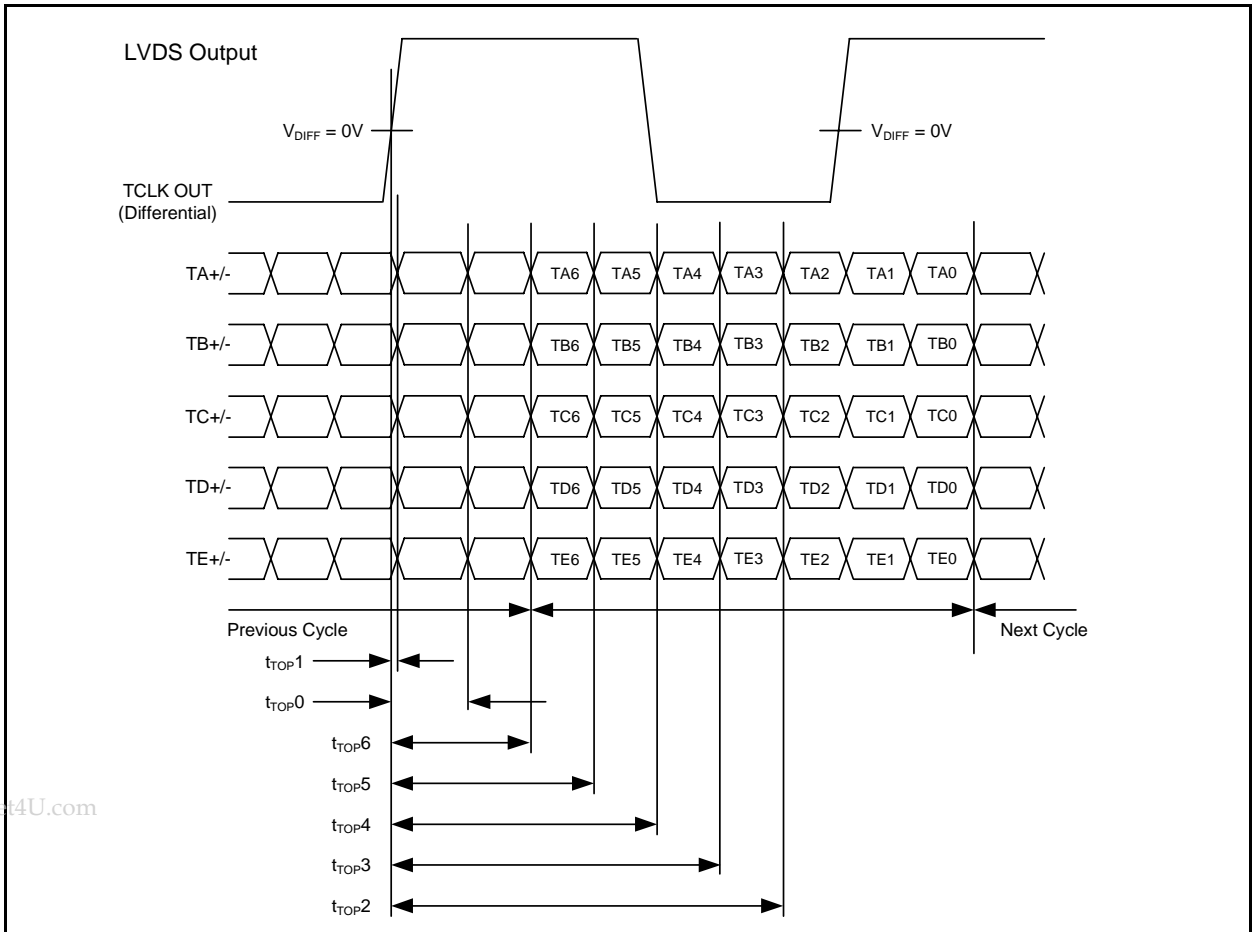 LVDS Output
V_DIFF = 0V
V_DIFF = 0V
TCLK OUT
(Differential)
TA+/- TA6 TA5 TA4 TA3 TA2 TA1 TA0
TB+/- TB6 TB5 TB4 TB3 TB2 TB1 TB0
TC+/- TC6 TC5 TC4 TC3 TC2 TC1 TC0
TD+/- TD6 TD5 TD4 TD3 TD2 TD1 TD0
TE+/- TE6 TE5 TE4 TE3 TE2 TE1 TE0
Previous Cycle
Next Cycle
t_TOP1
t_TOP0
t_TOP6
t_TOP5
t_TOP4
t_TOP3
t_TOP2
et4U.com